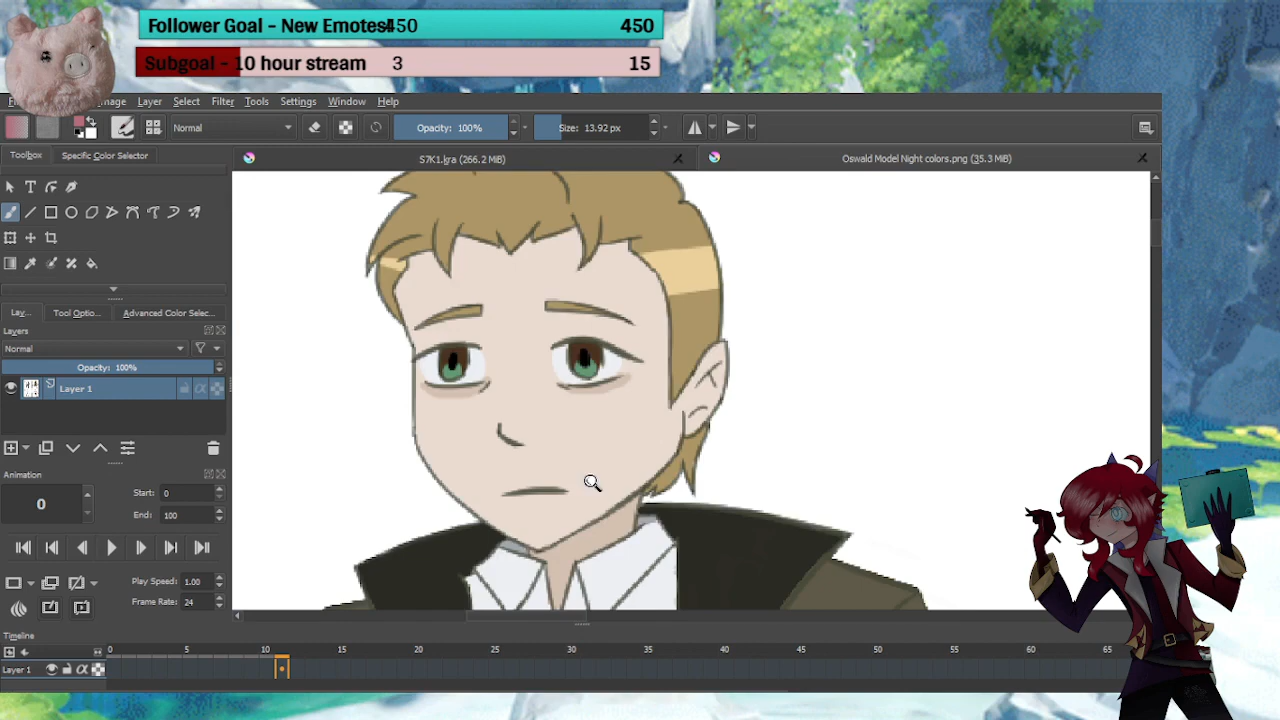 Follower Goal - New Emotes! 450 450
Subgoal - 10 hour stream 3 15
Image Layer Select Filter Tools Settings Window Help
Normal Opacity: 100% Size: 13.92 px
Toolbox Specific Color Selector S7K1.kra (266.2 MiB) Oswald Model Night colors.png (35.3 MiB)
Lay... Tool Optio... Advanced Color Selec...
Layers
Normal
Opacity: 100%
Layer 1
Animation
0 Start: 0
End: 100
Play Speed: 1.00
Frame Rate: 24
Timeline
0 5 10 15 20 25 30 35 40 45 50 55 60 65
Layer 1